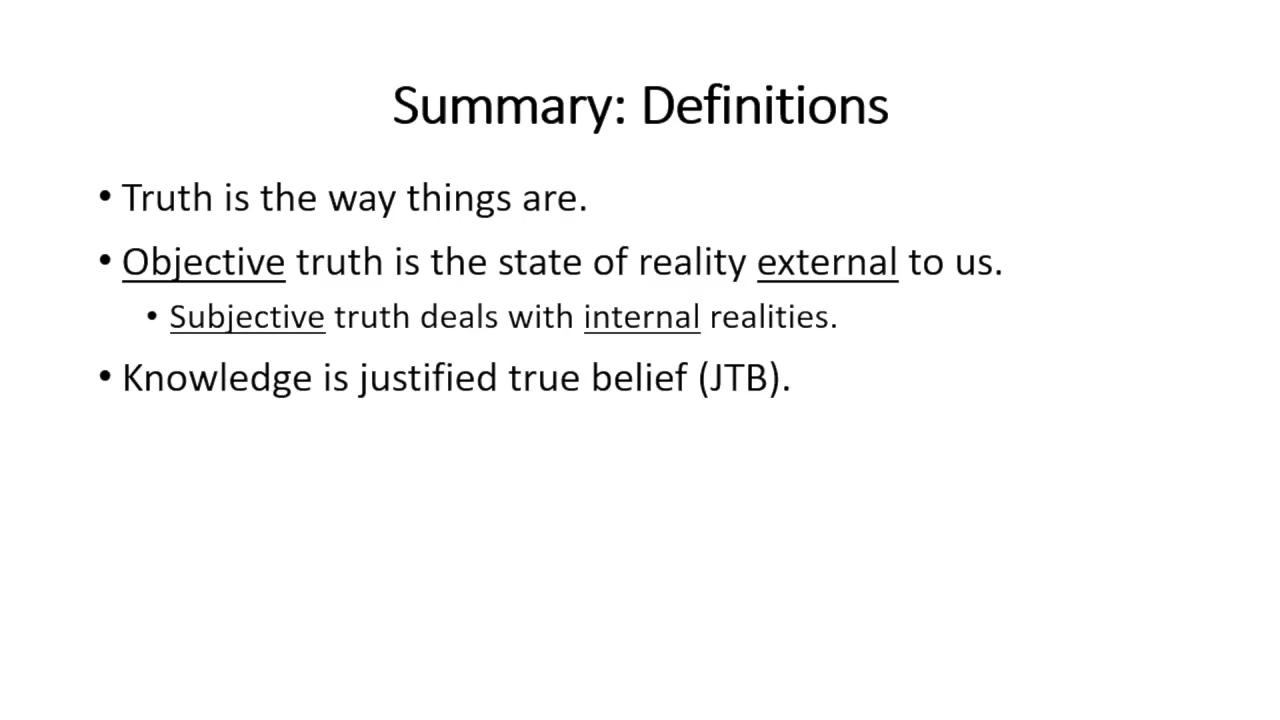 Summary: Definitions
• Truth is the way things are.
• Objective truth is the state of reality external to us.
• Subjective truth deals with internal realities.
• Knowledge is justified true belief (JTB).